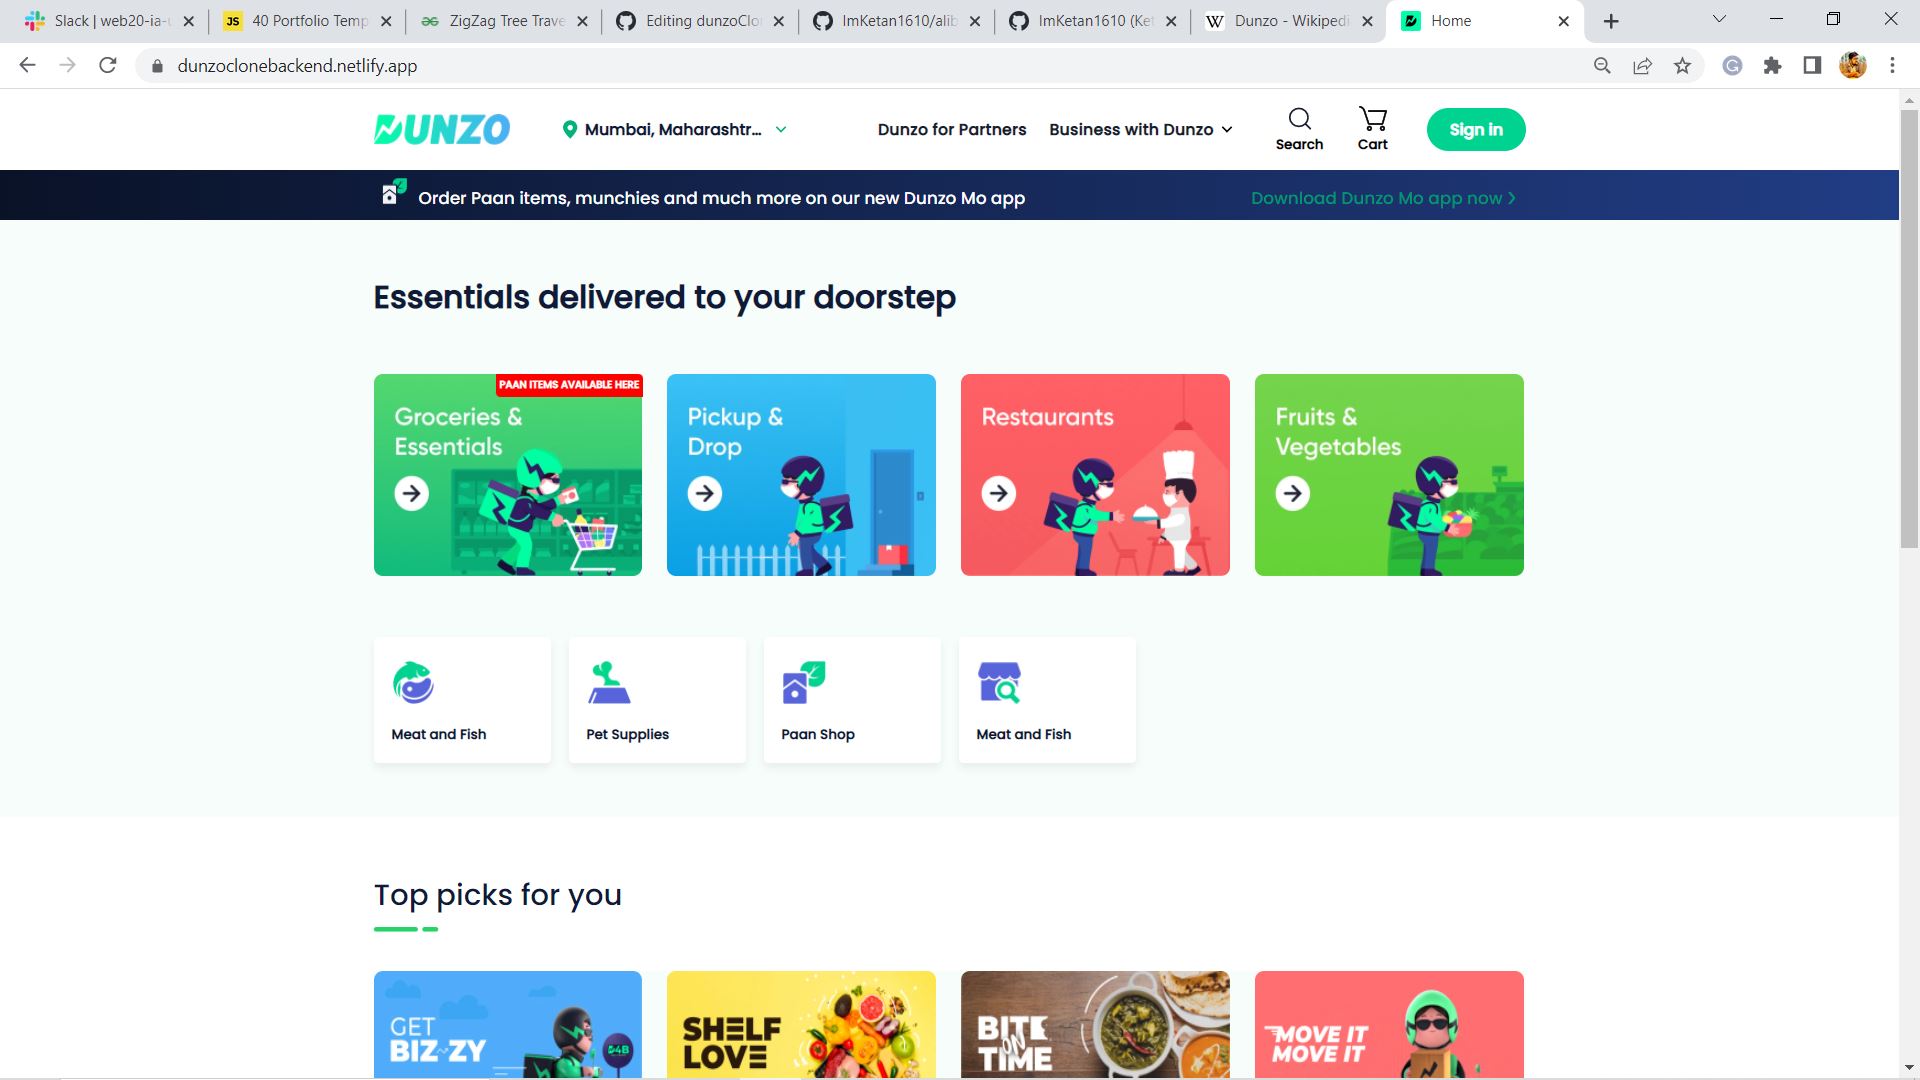 Slack | web20-ia-u
JS 40 Portfolio Temp
ZigZag Tree Trave
Editing dunzoClo
ImKetan1610/alib
ImKetan1610 (Ket
W Dunzo - Wikipedi
Home
dunzoclonebackend.netlify.app
DUNZO
Mumbai, Maharashtr...
Dunzo for Partners
Business with Dunzo
Search
Cart
Sign in
Order Paan items, munchies and much more on our new Dunzo Mo app
Download Dunzo Mo app now
Essentials delivered to your doorstep
PAAN ITEMS AVAILABLE HERE
Groceries &
Essentials
Pickup &
Drop
Restaurants
Fruits &
Vegetables
Meat and Fish
Pet Supplies
Paan Shop
Meat and Fish
Top picks for you
GET
BIZ-ZY
D4B
SHELF
LOVE
BITE
ON
TIME
MOVE IT
MOVE IT